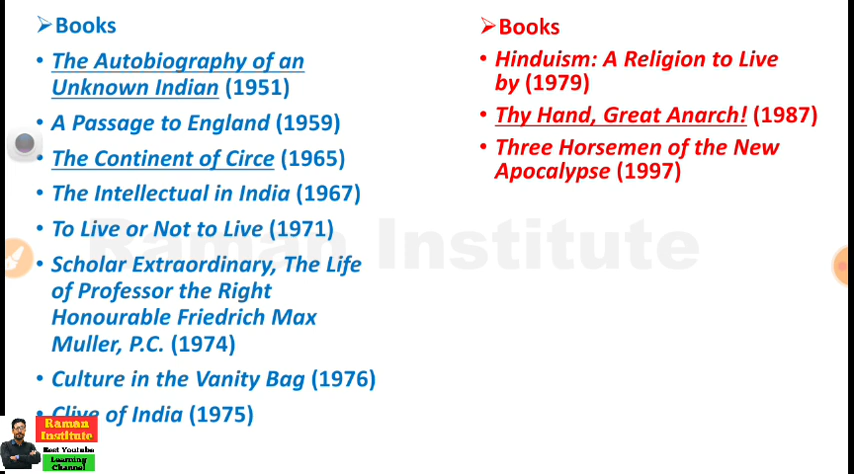 ➢Books
• The Autobiography of an
Unknown Indian (1951)
• A Passage to England (1959)
• The Continent of Circe (1965)
• The Intellectual in India (1967)
• To Live or Not to Live (1971)
• Scholar Extraordinary, The Life
of Professor the Right
Honourable Friedrich Max
Muller, P.C. (1974)
• Culture in the Vanity Bag (1976)
• Clive of India (1975)
➢Books
• Hinduism: A Religion to Live
by (1979)
• Thy Hand, Great Anarch! (1987)
• Three Horsemen of the New
Apocalypse (1997)
Raman Institute
Raman
Institute
Best Youtube
Learning
Channel